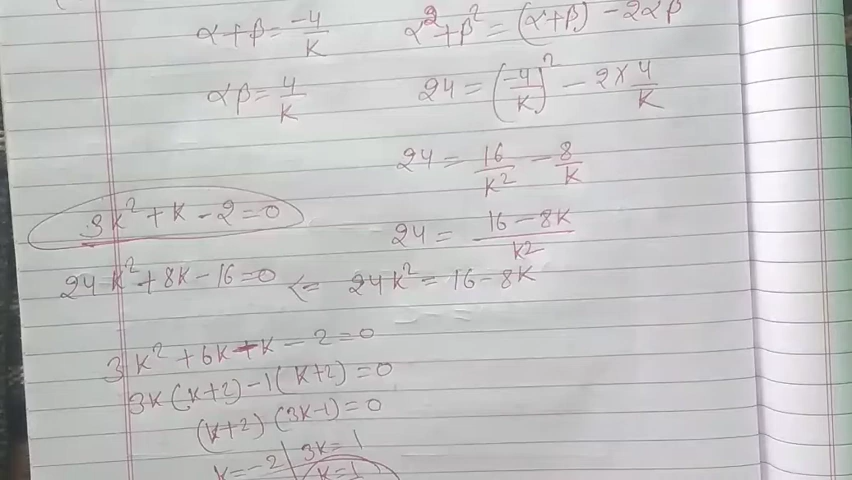 α+β = -4/K
α²+β² = (α+β) - 2αβ
αβ = 4/K
24 = (-4/K)² - 2×4/K
24 = 16/K² - 8/K
3K²+K-2=0
24 = 16-8K/K²
24K²+8K-16=0 <= 24K² = 16-8K
3K²+6K-K-2=0
3K(K+2)-1(K+2)=0
(K+2)(3K-1)=0
K=-2 | 3K=1
K=1